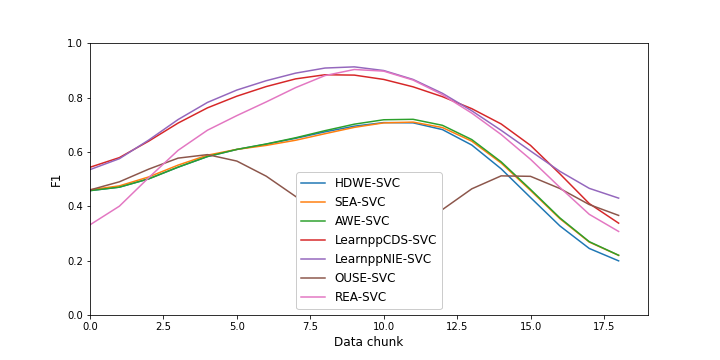 F1
1.0
0.8
0.6
0.4
0.2
0.0
HDWE-SVC
SEA-SVC
AWE-SVC
LearnppCDS-SVC
LearnppNIE-SVC
OUSE-SVC
REA-SVC
0.0 2.5 5.0 7.5 10.0 12.5 15.0 17.5
Data chunk